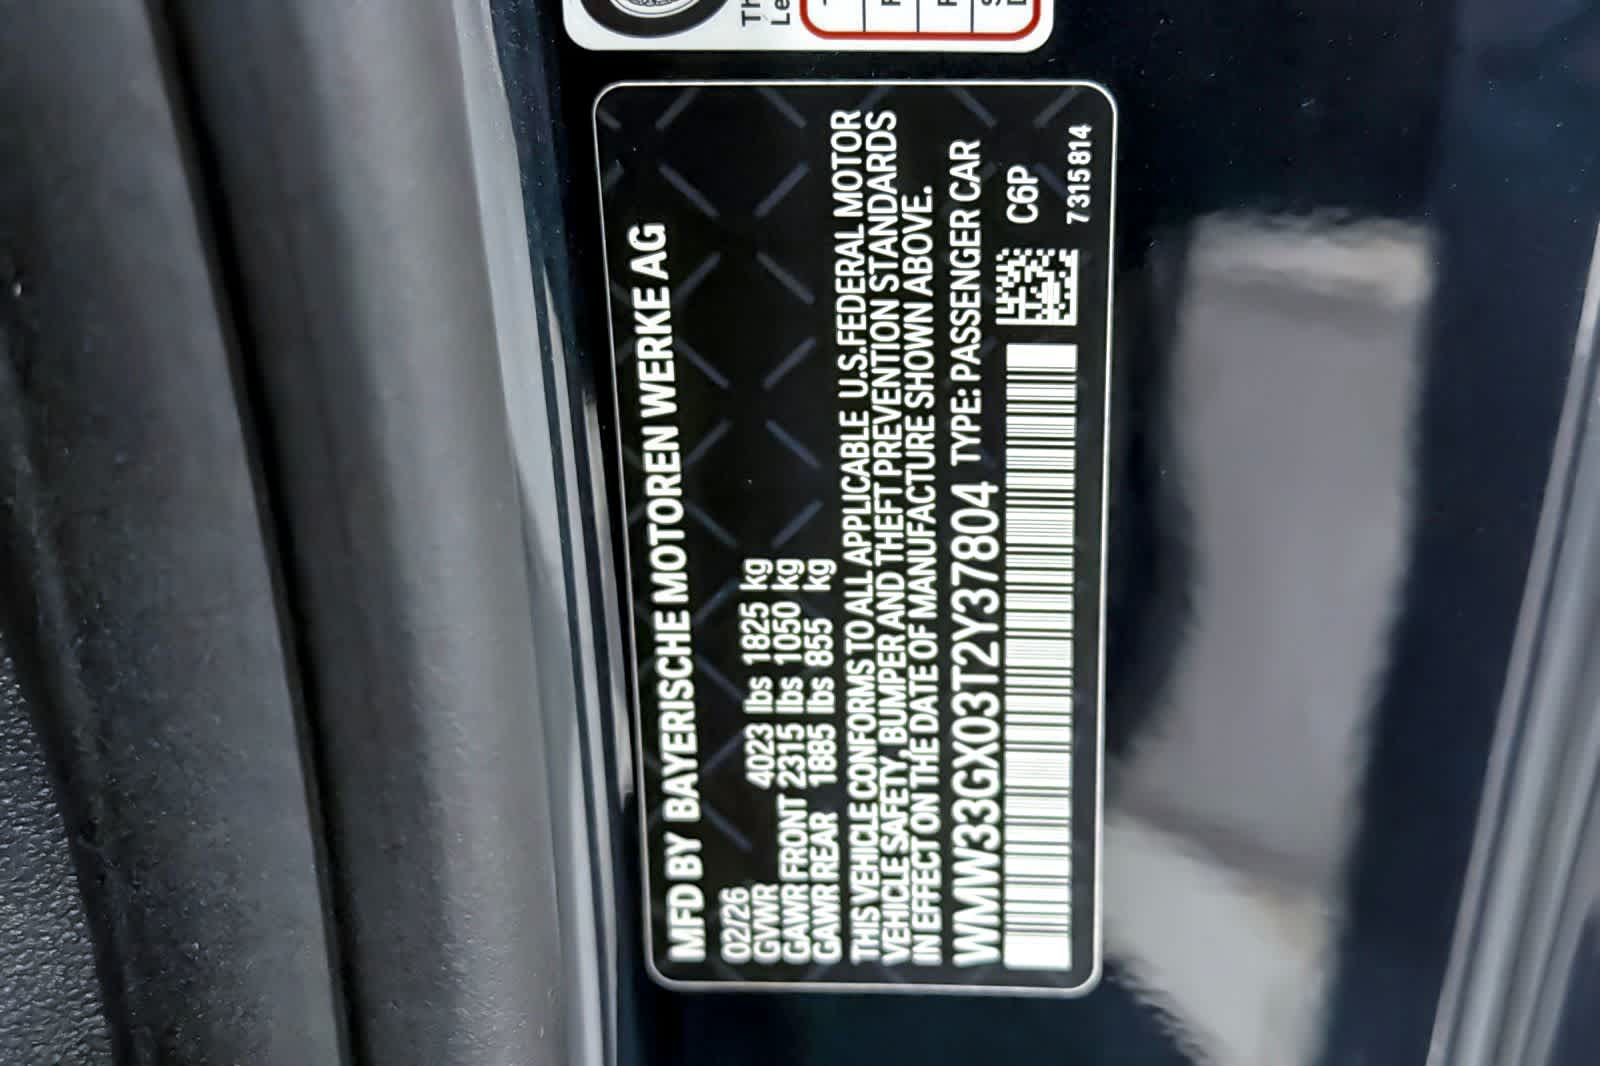 MFD BY BAYERISCHE MOTOREN WERKE AG
02/26
GVWR 4023 lbs 1825 kg
GAWR FRONT 2315 lbs 1050 kg
GAWR REAR 1885 lbs 855 kg
THIS VEHICLE CONFORMS TO ALL APPLICABLE U.S.FEDERAL MOTOR
VEHICLE SAFETY, BUMPER AND THEFT PREVENTION STANDARDS
IN EFFECT ON THE DATE OF MANUFACTURE SHOWN ABOVE.
WMW33GX03T2Y37804 TYPE: PASSENGER CAR
C6P
7315814